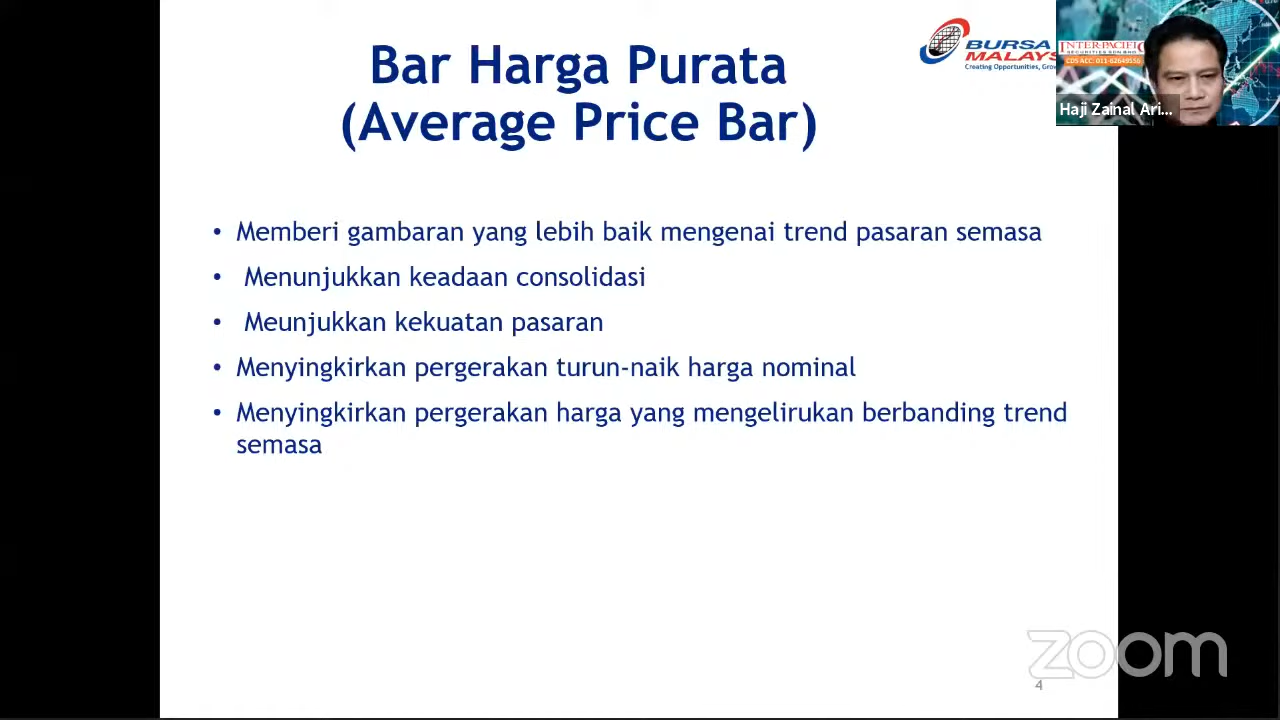 Bar Harga Purata
(Average Price Bar)
BURSA
MALAYS
Creating Opportunities, Grow
INTER-PACIFIC
SECURITIES SDN BHD
CDS ACC: 011-62649550
Haji Zainal Ari...
• Memberi gambaran yang lebih baik mengenai trend pasaran semasa
• Menunjukkan keadaan consolidasi
• Meunjukkan kekuatan pasaran
• Menyingkirkan pergerakan turun-naik harga nominal
• Menyingkirkan pergerakan harga yang mengelirukan berbanding trend
semasa
zoom
4